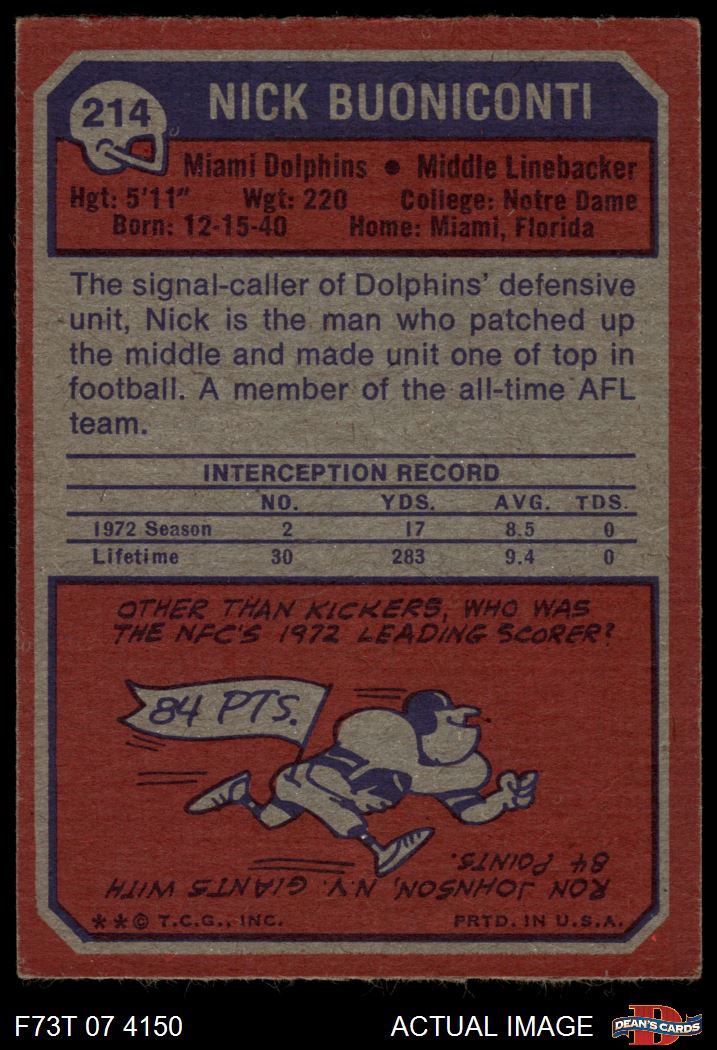 214
NICK BUONICONTI
Miami Dolphins • Middle Linebacker
Hgt: 5'11" Wgt: 220 College: Notre Dame
Born: 12-15-40 Home: Miami, Florida
The signal-caller of Dolphins' defensive
unit, Nick is the man who patched up
the middle and made unit one of top in
football. A member of the all-time AFL
team.
INTERCEPTION RECORD
NO. YDS. AVG. TDS.
1972 Season 2 17 8.5 0
Lifetime 30 283 9.4 0
OTHER THAN KICKERS, WHO WAS
THE NFC'S 1972 LEADING SCORER?
84 PTS.
RON JOHNSON, N.Y. GIANTS WITH
84 POINTS.
**© T.C.G., INC. PRTD. IN U.S.A.
F73T 07 4150 ACTUAL IMAGE
D
DEAN'S CARDS